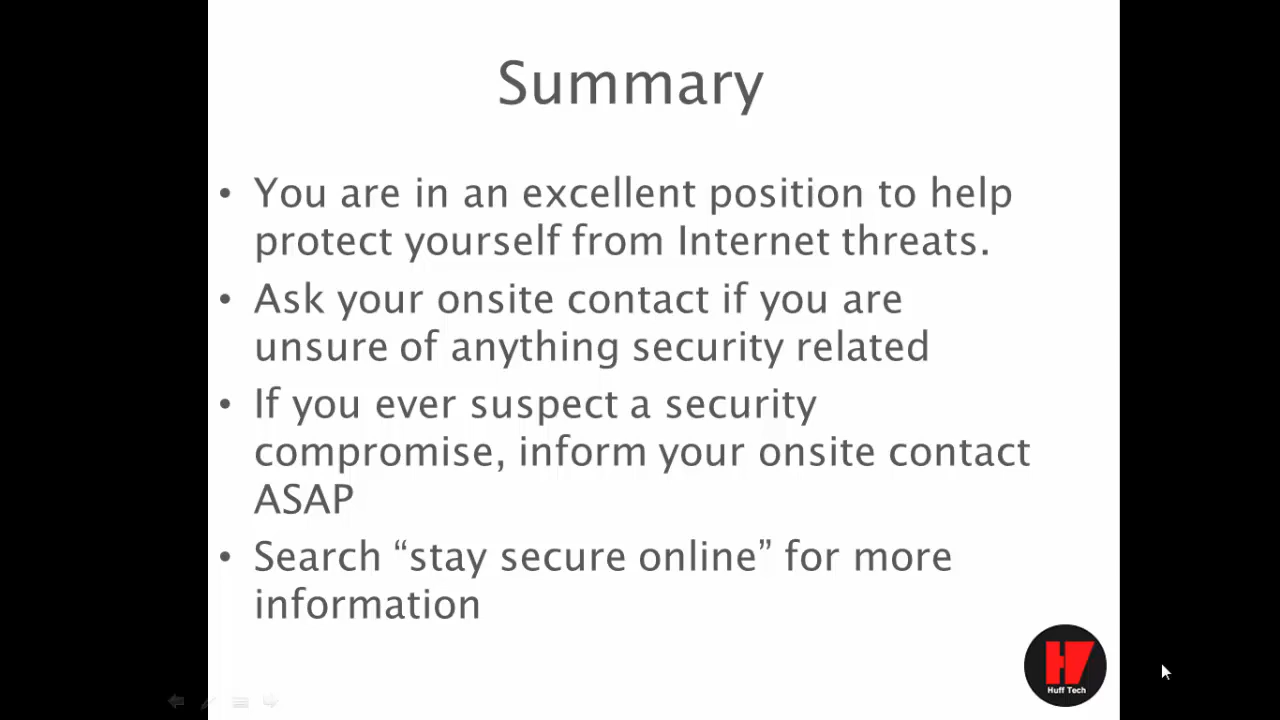 Summary
• You are in an excellent position to help
protect yourself from Internet threats.
• Ask your onsite contact if you are
unsure of anything security related
• If you ever suspect a security
compromise, inform your onsite contact
ASAP
• Search “stay secure online” for more
information
H7
Huff Tech